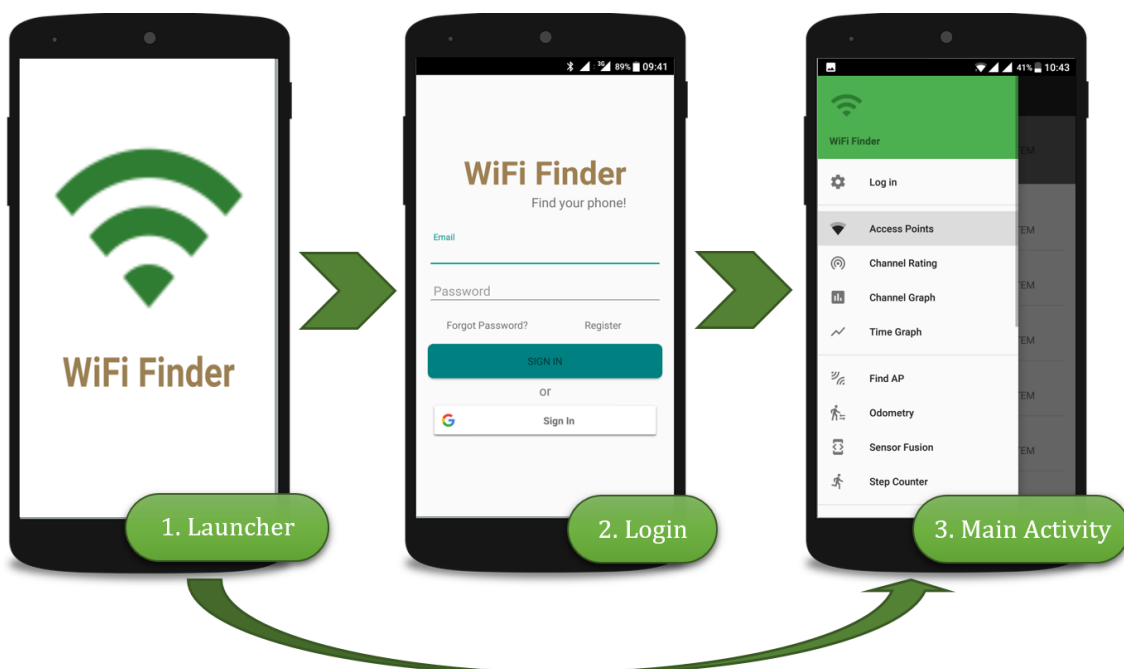 WiFi Finder
1. Launcher
3G 89% 09:41
WiFi Finder
Find your phone!
Email
Password
Forgot Password? Register
SIGN IN
or
Sign In
2. Login
41% 10:43
WiFi Finder
Log in
Access Points
Channel Rating
Channel Graph
Time Graph
Find AP
Odometry
Sensor Fusion
Step Counter
3. Main Activity